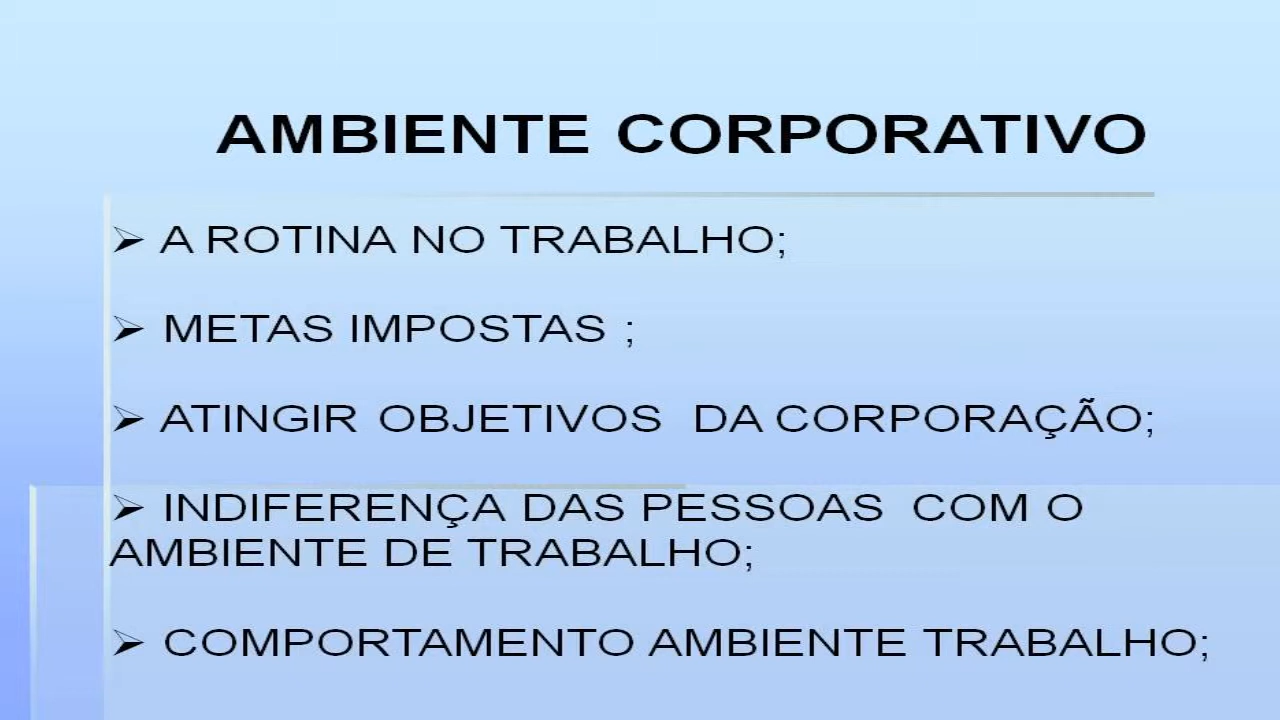 AMBIENTE CORPORATIVO
➢ A ROTINA NO TRABALHO;
➢ METAS IMPOSTAS ;
➢ ATINGIR OBJETIVOS DA CORPORAÇÃO;
➢ INDIFERENÇA DAS PESSOAS COM O
AMBIENTE DE TRABALHO;
➢ COMPORTAMENTO AMBIENTE TRABALHO;